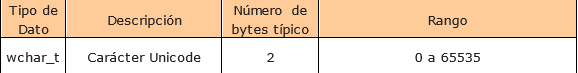 Tipo de Dato Descripción Número de bytes típico Rango
wchar_t Carácter Unicode 2 0 a 65535